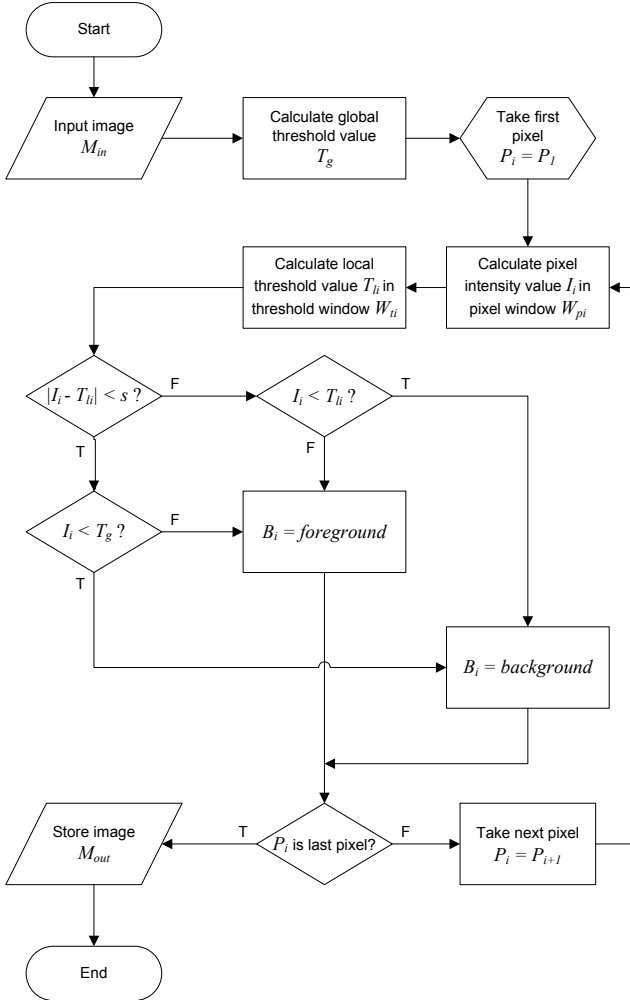 Start
Input image
M_in
Calculate global
threshold value
T_g
Take first
pixel
P_i = P_1
Calculate local
threshold value T_li in
threshold window W_ti
Calculate pixel
intensity value I_i in
pixel window W_pi
|I_i - T_li| < s ?
F
I_i < T_li ?
T
T
F
I_i < T_g ?
F
B_i = foreground
T
B_i = background
Store image
M_out
T
P_i is last pixel?
F
Take next pixel
P_i = P_i+1
End